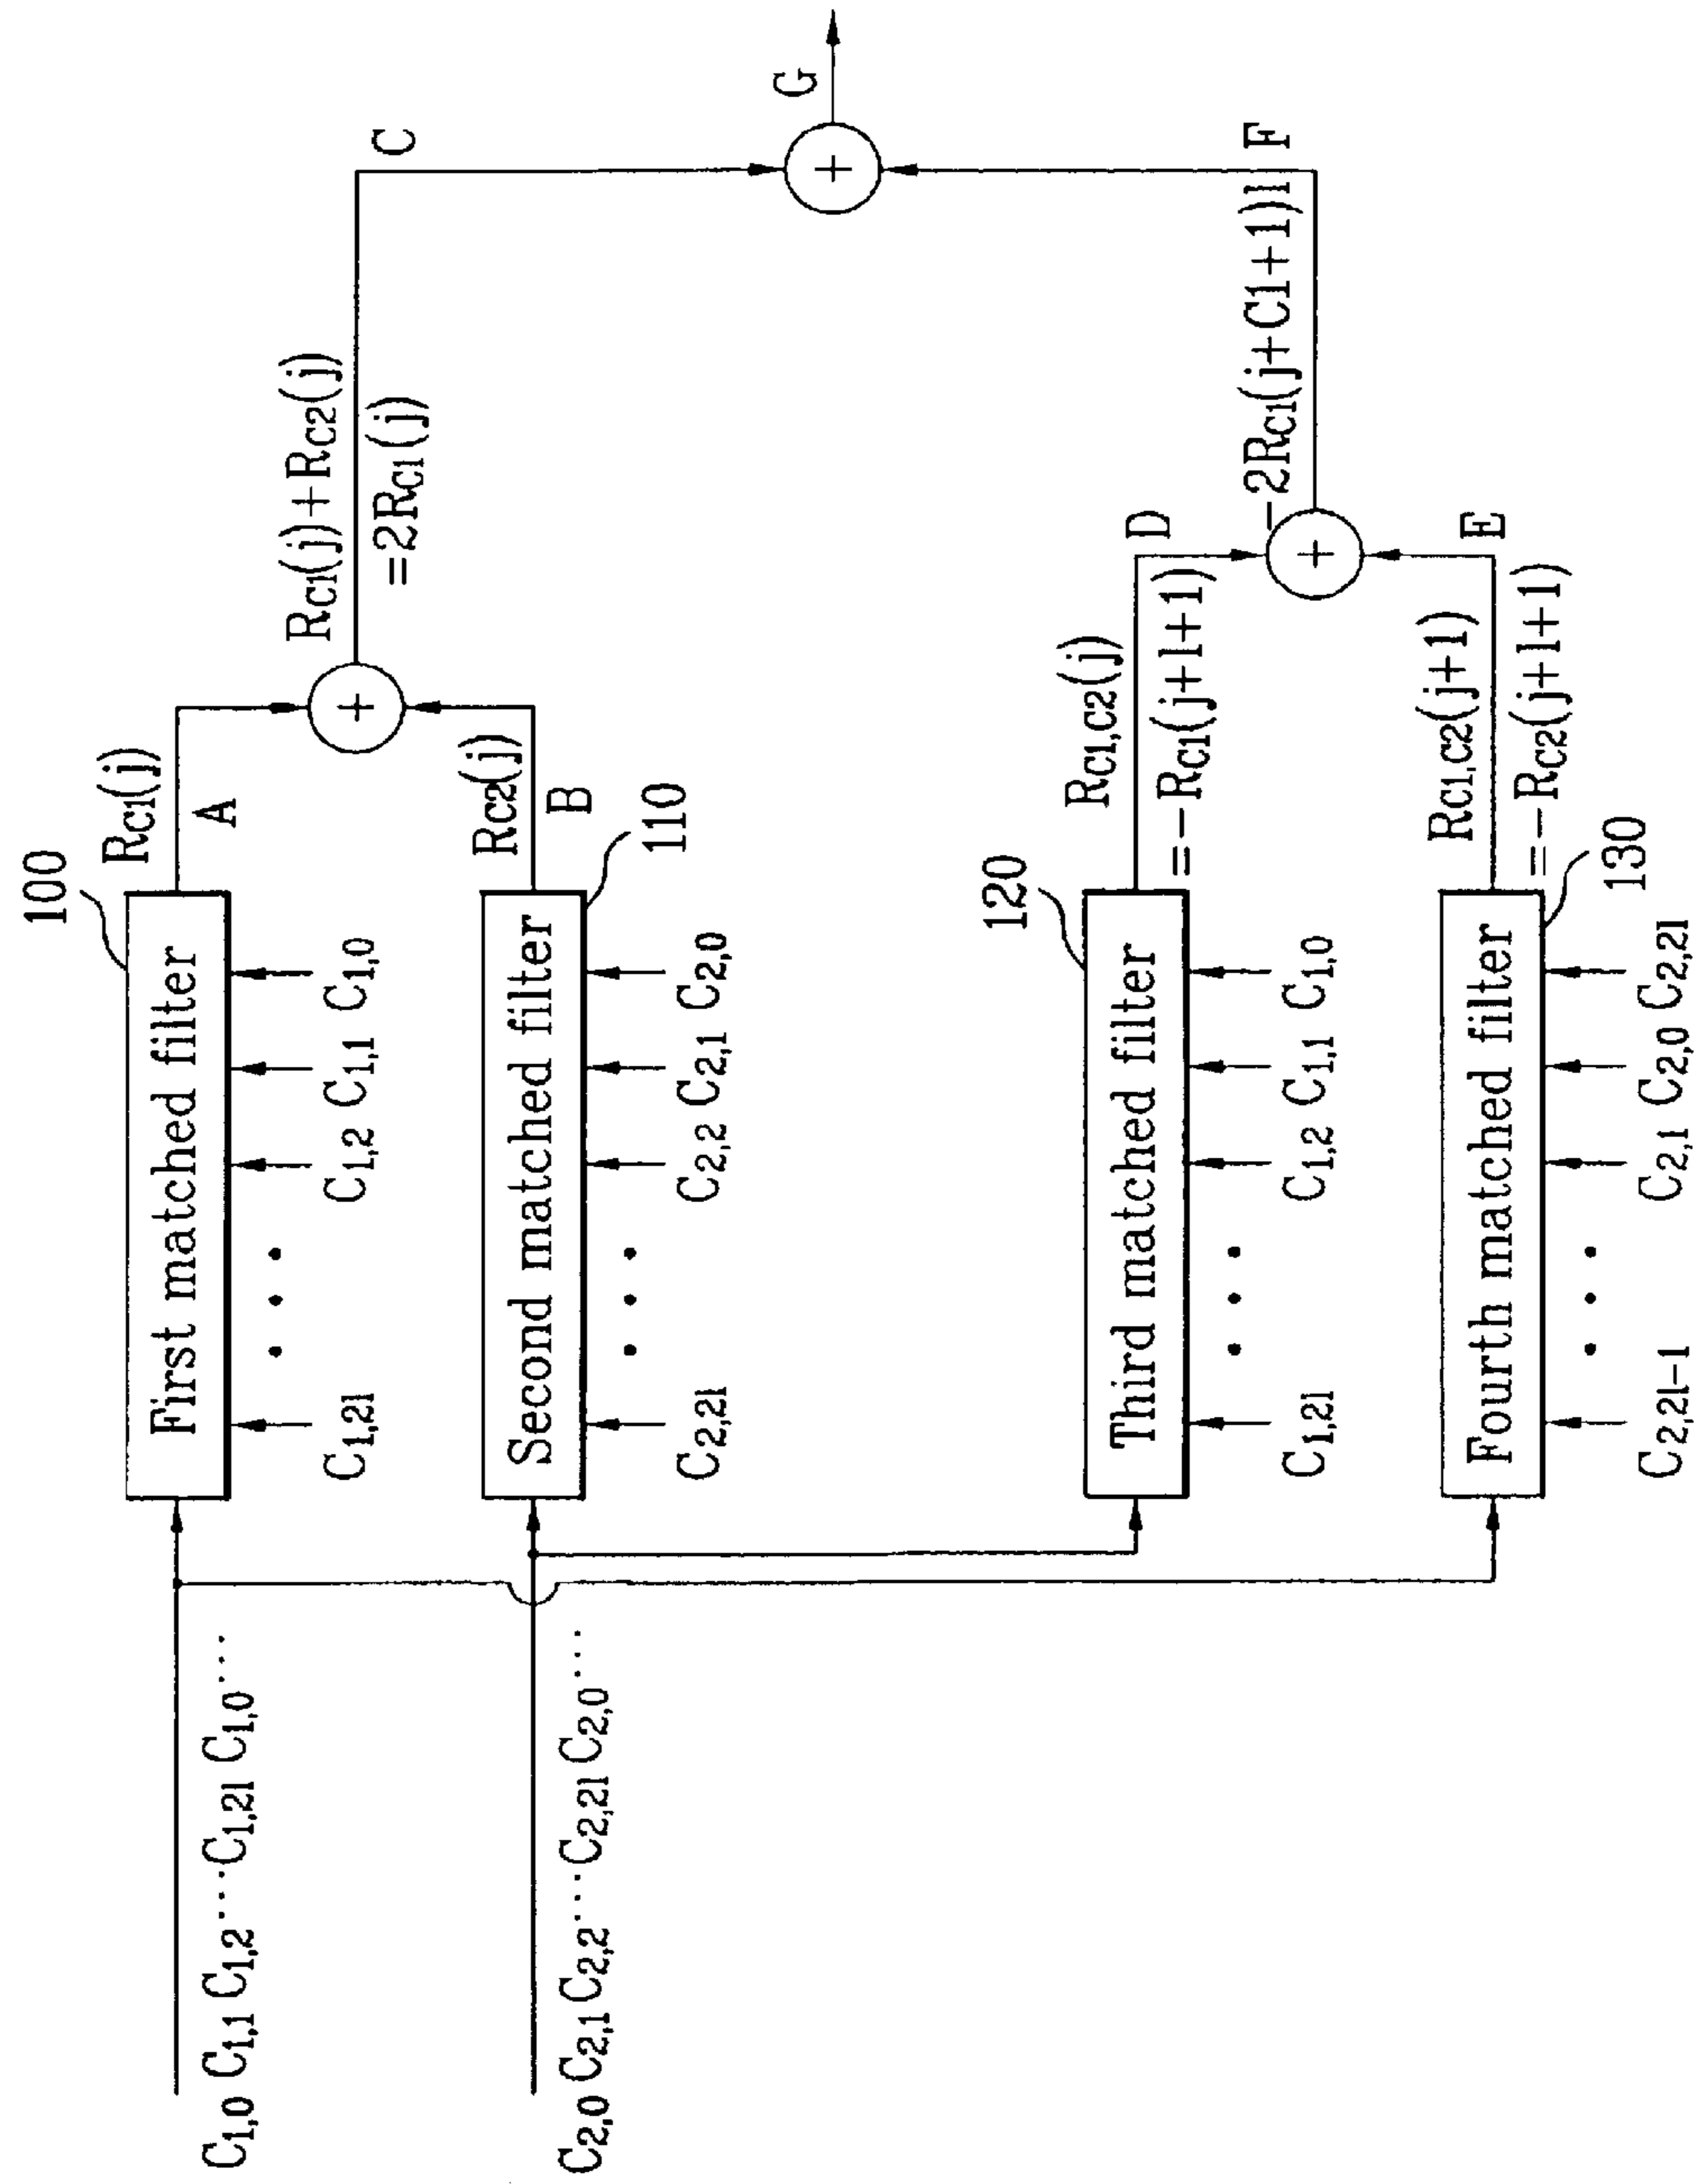 C1,0 C1,1 C1,2 ··· C1,2l C1,0 ···
100
First matched filter
C1,2l ··· C1,2 C1,1 C1,0
RC1(j)
A
C2,0 C2,1 C2,2 ··· C2,2l C2,0 ···
Second matched filter
110
C2,2l ··· C2,2 C2,1 C2,0
RC2(j)
B
+
RC1(j)+RC2(j)
=2RC1(j)
C
+
G
120
Third matched filter
C1,2l ··· C1,2 C1,1 C1,0
RC1,C2(j)
=-RC1(j+l+1)
D
Fourth matched filter
130
C2,2l-1 ··· C2,1 C2,0 C2,2l
RC1,C2(j+1)
=-RC2(j+l+1)
E
+
-2RC1(j+C1+1)l
F